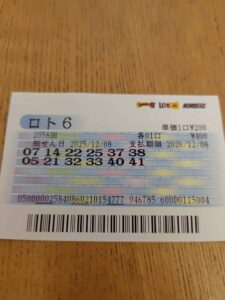 LOTO NUMBERS
ロト6
単価1口¥200
2058回 各01口 ¥400
抽せん日 2025/12/08 支払期限 2026/12/08
07 14 22 25 37 38
05 21 32 33 40 41